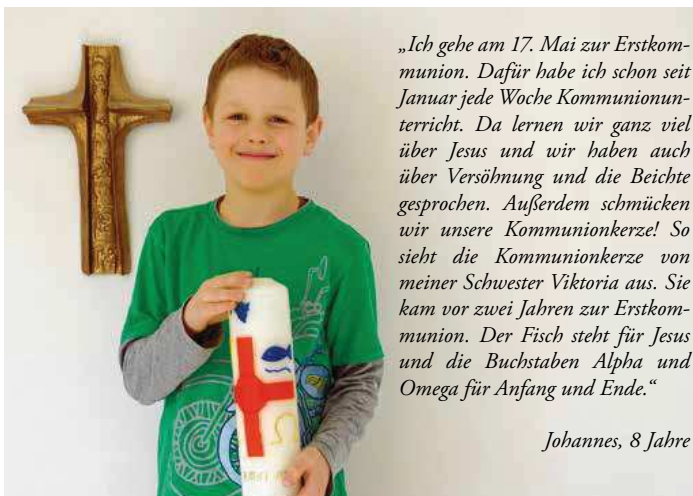 „Ich gehe am 17. Mai zur Erstkom-
munion. Dafür habe ich schon seit
Januar jede Woche Kommunionun-
terricht. Da lernen wir ganz viel
über Jesus und wir haben auch
über Versöhnung und die Beichte
gesprochen. Außerdem schmücken
wir unsere Kommunionkerze! So
sieht die Kommunionkerze von
meiner Schwester Viktoria aus. Sie
kam vor zwei Jahren zur Erstkom-
munion. Der Fisch steht für Jesus
und die Buchstaben Alpha und
Omega für Anfang und Ende.“
Johannes, 8 Jahre